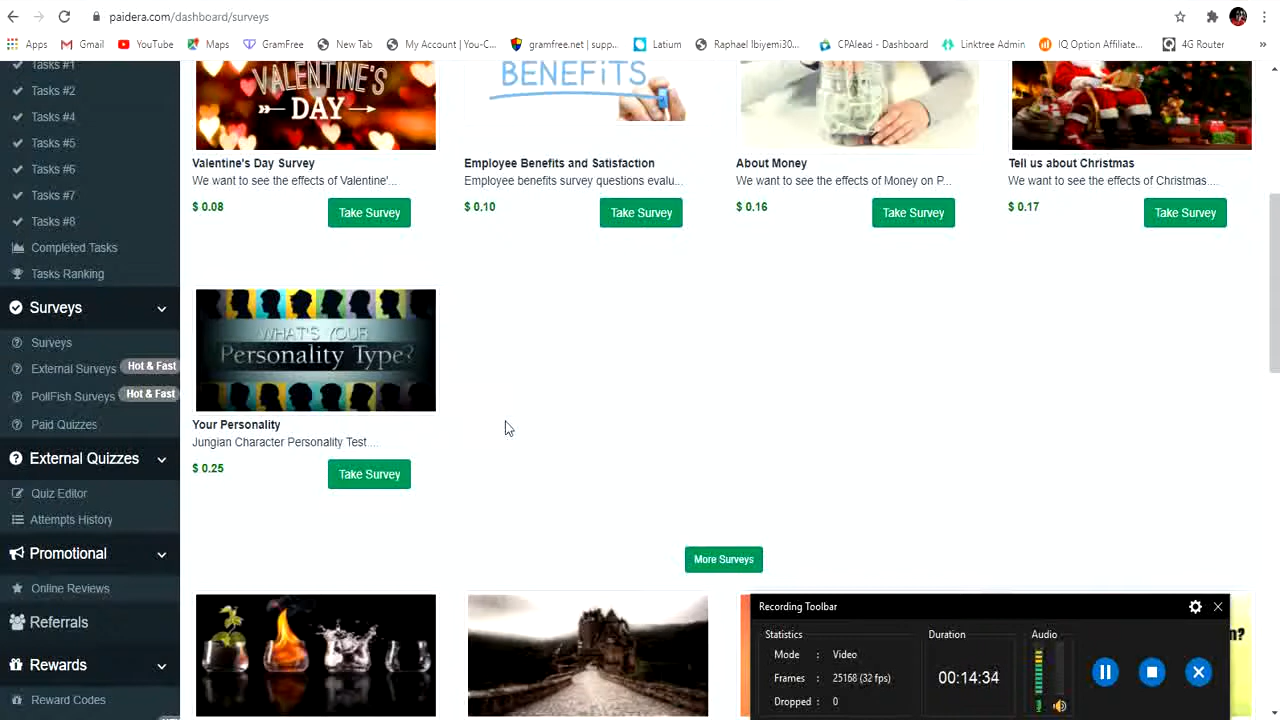 paidera.com/dashboard/surveys
Apps Gmail YouTube Maps GramFree New Tab My Account | You-C... gramfree.net | supp... Latium Raphael Ibiyemi30... CPAlead - Dashboard Linktree Admin IQ Option Affiliate... 4G Router »
Tasks #1
Tasks #2
Tasks #4
Tasks #5
Tasks #6
Tasks #7
Tasks #8
Completed Tasks
Tasks Ranking
Surveys
Surveys
External Surveys Hot & Fast
PollFish Surveys Hot & Fast
Paid Quizzes
External Quizzes
Quiz Editor
Attempts History
Promotional
Online Reviews
Referrals
Rewards
Reward Codes
VALENTINE'S
DAY
Valentine's Day Survey
We want to see the effects of Valentine'...
$ 0.08 Take Survey
BENEFITS
Employee Benefits and Satisfaction
Employee benefits survey questions evalu...
$ 0.10 Take Survey
About Money
We want to see the effects of Money on P...
$ 0.16 Take Survey
Tell us about Christmas
We want to see the effects of Christmas....
$ 0.17 Take Survey
WHAT'S YOUR
Personality Type?
Your Personality
Jungian Character Personality Test....
$ 0.25 Take Survey
More Surveys
Recording Toolbar
Statistics
Mode : Video
Frames : 25168 (32 fps)
Dropped : 0
Duration
00:14:34
Audio